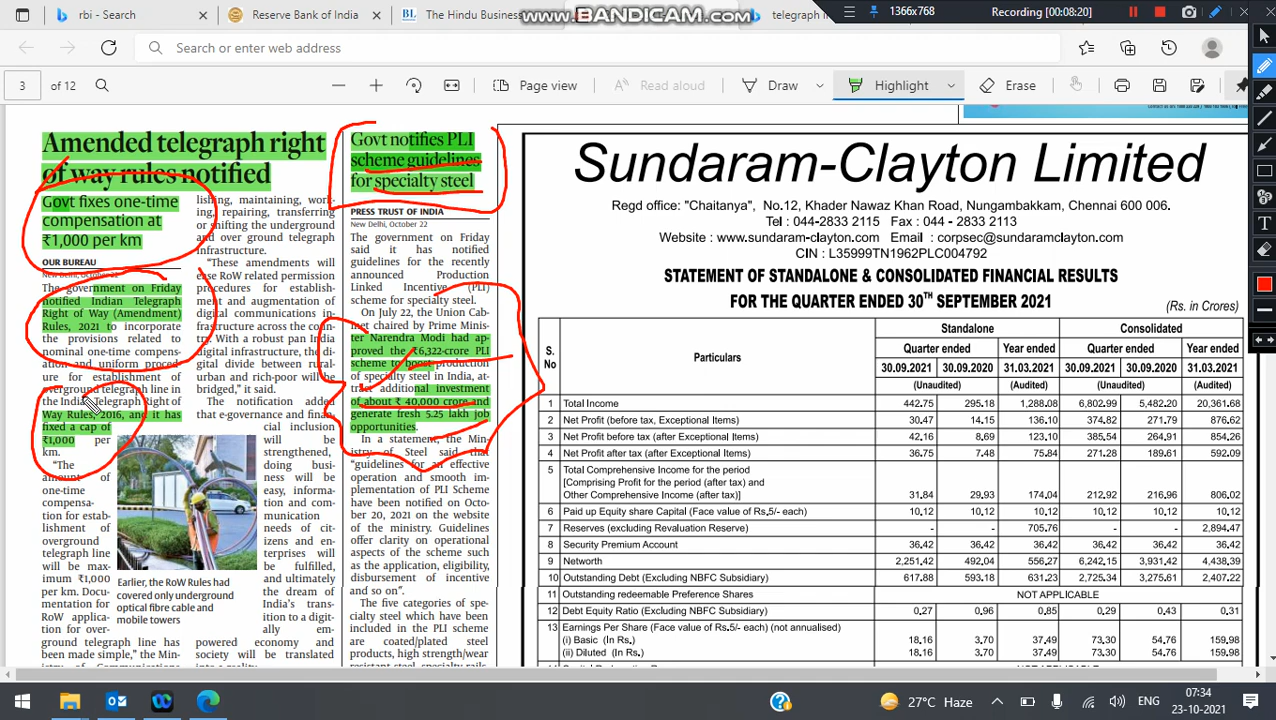 rbi - Search
Reserve Bank of India
The Hindu Business
www.BANDICAM.com
telegraph
1366x768
Recording [00:08:20]
Search or enter web address
3 of 12
Page view
Read aloud
Draw
Highlight
Erase
Amended telegraph right
of way rules notified
Govt fixes one-time
compensation at
₹1,000 per km
OUR BUREAU
New Delhi, October 22
The government on Friday
notified Indian Telegraph
Right of Way (Amendment)
Rules, 2021 to incorporate
the provisions related to
nominal one-time compens-
ation and uniform proced-
ure for establishment of
overground telegraph line in
the Indian Telegraph Right of
Way Rules, 2016, and it has
fixed a cap of
₹1,000 per
km.
"The
amount of
one-time
compensa-
tion for estab-
lishment of
overground
telegraph line
will be max-
imum ₹1,000
per km. Docu-
mentation for
RoW applica-
tion for over-
ground telegraph line has
been made simple," the Min-
istry of Communications
lishing, maintaining, work-
ing, repairing, transferring
or shifting the underground
and over ground telegraph
infrastructure.
"These amendments will
ease RoW related permission
procedures for establish-
ment and augmentation of
digital communications in-
frastructure across the coun-
try. With a robust pan India
digital infrastructure, the di-
gital divide between rural-
urban and rich-poor will be
bridged," it said.
The notification added
that e-governance and finan-
cial inclusion
will be
strengthened,
doing busi-
ness will be
easy, informa-
tion and com-
munication
needs of cit-
izens and en-
terprises will
be fulfilled,
and ultimately
the dream of
India's trans-
ition to a digit-
ally em-
powered economy and
society will be translated
into a reality.
Earlier, the RoW Rules had
covered only underground
optical fibre cable and
mobile towers
Govt notifies PLI
scheme guidelines
for specialty steel
PRESS TRUST OF INDIA
New Delhi, October 22
The government on Friday
said it has notified
guidelines for the recently
announced Production
Linked Incentive (PLI)
scheme for specialty steel.
On July 22, the Union Cab-
inet chaired by Prime Minis-
ter Narendra Modi had ap-
proved the ₹6,322-crore PLI
scheme to boost production
of specialty steel in India, at-
tract additional investment
of about ₹ 40,000 crore and
generate fresh 5.25 lakh job
opportunities.
In a statement, the Min-
istry of Steel said that
"guidelines for an effective
operation and smooth im-
plementation of PLI Scheme
have been notified on Octo-
ber 20, 2021 on the website
of the ministry. Guidelines
offer clarity on operational
aspects of the scheme such
as the application, eligibility,
disbursement of incentive
and so on".
The five categories of spe-
cialty steel which have been
included in the PLI scheme
are coated/plated steel
products, high strength/wear
resistant steel, specialty rails,
Sundaram-Clayton Limited
Regd office: "Chaitanya", No.12, Khader Nawaz Khan Road, Nungambakkam, Chennai 600 006.
Tel : 044-2833 2115 Fax : 044 - 2833 2113
Website : www.sundaram-clayton.com Email : corpsec@sundaramclayton.com
CIN : L35999TN1962PLC004792
STATEMENT OF STANDALONE & CONSOLIDATED FINANCIAL RESULTS
FOR THE QUARTER ENDED 30TH SEPTEMBER 2021
(Rs. in Crores)
S. No Particulars Standalone Consolidated
Quarter ended Year ended Quarter ended Year ended
30.09.2021 30.09.2020 31.03.2021 30.09.2021 30.09.2020 31.03.2021
(Unaudited) (Audited) (Unaudited) (Audited)
1 Total Income 442.75 295.18 1,288.08 6,802.99 5,482.20 20,361.68
2 Net Profit (before tax, Exceptional Items) 30.47 14.15 136.10 374.82 271.79 876.62
3 Net Profit before tax (after Exceptional Items) 42.16 8.69 123.10 385.54 264.91 854.26
4 Net Profit after tax (after Exceptional Items) 36.75 7.48 75.84 271.28 189.61 592.09
5 Total Comprehensive Income for the period
[Comprising Profit for the period (after tax) and
Other Comprehensive Income (after tax)] 31.84 29.93 174.04 212.92 216.96 806.02
6 Paid up Equity share Capital (Face value of Rs.5/- each) 10.12 10.12 10.12 10.12 10.12 10.12
7 Reserves (excluding Revaluation Reserve) - - 705.76 - - 2,894.47
8 Security Premium Account 36.42 36.42 36.42 36.42 36.42 36.42
9 Networth 2,251.42 492.04 556.27 6,242.15 3,931.42 4,438.39
10 Outstanding Debt (Excluding NBFC Subsidiary) 617.88 593.18 631.23 2,725.34 3,275.61 2,407.22
11 Outstanding redeemable Preference Shares NOT APPLICABLE
12 Debt Equity Ratio (Excluding NBFC Subsidiary) 0.27 0.96 0.85 0.29 0.43 0.31
13 Earnings Per Share (Face value of Rs.5/- each) (not annualised)
(i) Basic (In Rs.) 18.16 3.70 37.49 73.30 54.76 159.98
(ii) Diluted (In Rs.) 18.16 3.70 37.49 73.30 54.76 159.98
27°C Haze
ENG
07:34
23-10-2021